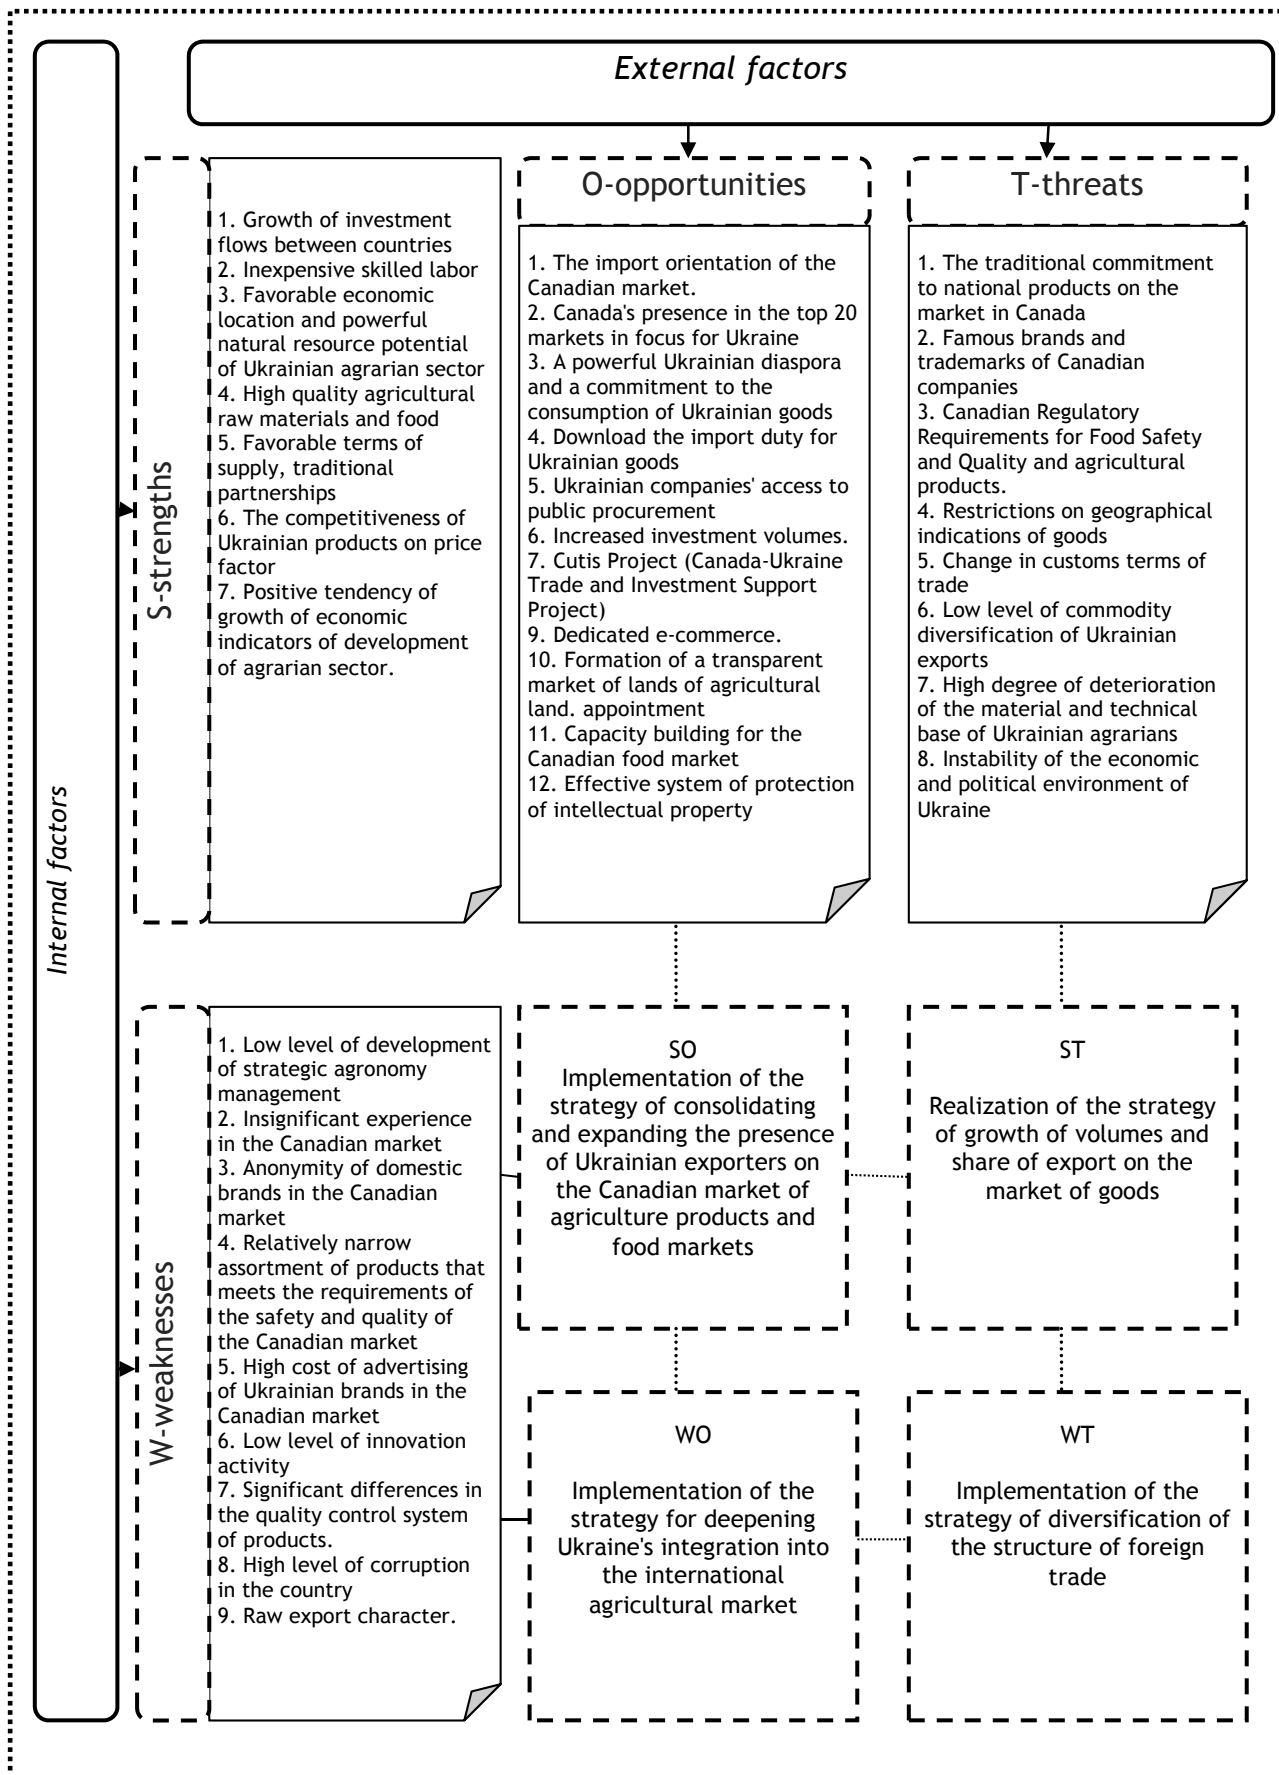 External factors
Internal factors
S-strengths
1. Growth of investment
flows between countries
2. Inexpensive skilled labor
3. Favorable economic
location and powerful
natural resource potential
of Ukrainian agrarian sector
4. High quality agricultural
raw materials and food
5. Favorable terms of
supply, traditional
partnerships
6. The competitiveness of
Ukrainian products on price
factor
7. Positive tendency of
growth of economic
indicators of development
of agrarian sector.
O-opportunities
1. The import orientation of the
Canadian market.
2. Canada's presence in the top 20
markets in focus for Ukraine
3. A powerful Ukrainian diaspora
and a commitment to the
consumption of Ukrainian goods
4. Download the import duty for
Ukrainian goods
5. Ukrainian companies' access to
public procurement
6. Increased investment volumes.
7. Cutis Project (Canada-Ukraine
Trade and Investment Support
Project)
9. Dedicated e-commerce.
10. Formation of a transparent
market of lands of agricultural
land. appointment
11. Capacity building for the
Canadian food market
12. Effective system of protection
of intellectual property
T-threats
1. The traditional commitment
to national products on the
market in Canada
2. Famous brands and
trademarks of Canadian
companies
3. Canadian Regulatory
Requirements for Food Safety
and Quality and agricultural
products.
4. Restrictions on geographical
indications of goods
5. Change in customs terms of
trade
6. Low level of commodity
diversification of Ukrainian
exports
7. High degree of deterioration
of the material and technical
base of Ukrainian agrarians
8. Instability of the economic
and political environment of
Ukraine
W-weaknesses
1. Low level of development
of strategic agronomy
management
2. Insignificant experience
in the Canadian market
3. Anonymity of domestic
brands in the Canadian
market
4. Relatively narrow
assortment of products that
meets the requirements of
the safety and quality of
the Canadian market
5. High cost of advertising
of Ukrainian brands in the
Canadian market
6. Low level of innovation
activity
7. Significant differences in
the quality control system
of products.
8. High level of corruption
in the country
9. Raw export character.
SO
Implementation of the
strategy of consolidating
and expanding the presence
of Ukrainian exporters on
the Canadian market of
agriculture products and
food markets
ST
Realization of the strategy
of growth of volumes and
share of export on the
market of goods
WO
Implementation of the
strategy for deepening
Ukraine's integration into
the international
agricultural market
WT
Implementation of the
strategy of diversification of
the structure of foreign
trade